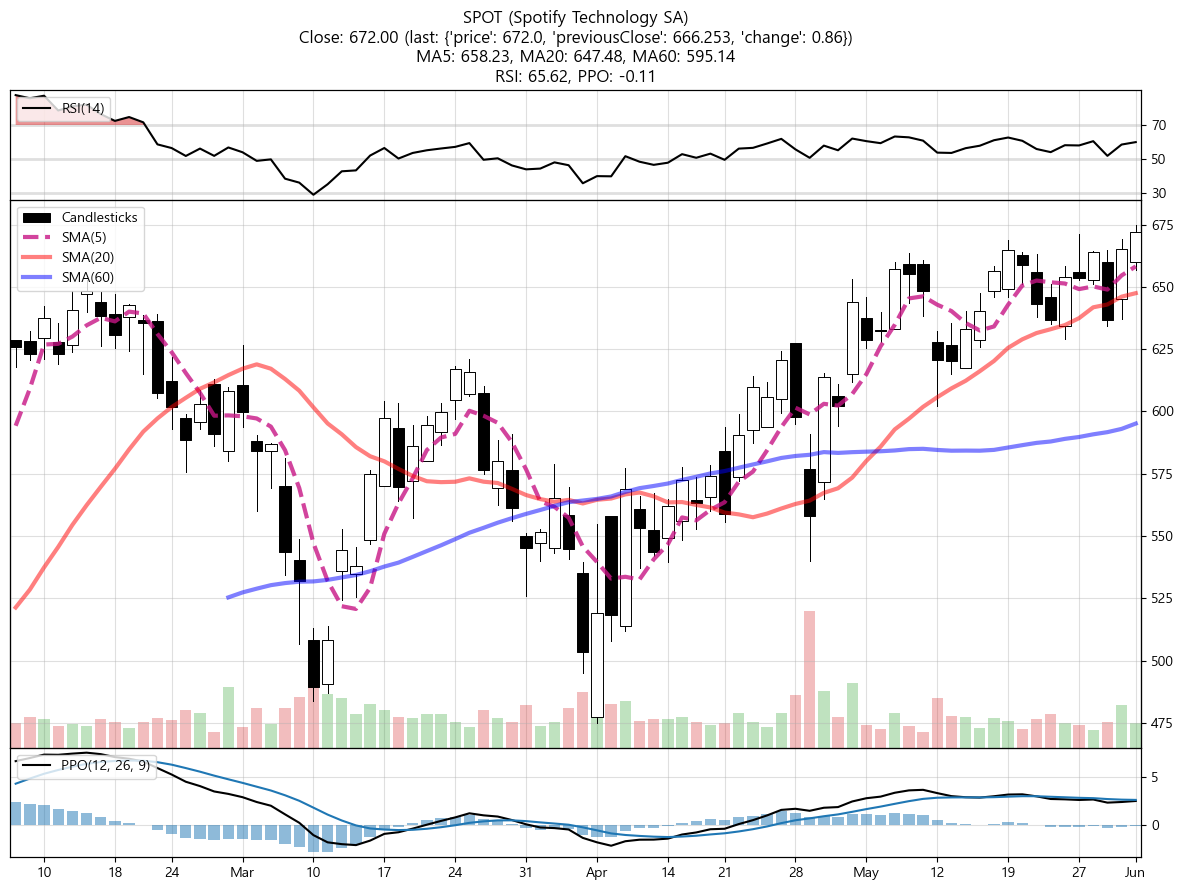 SPOT (Spotify Technology SA)
Close: 672.00 (last: {'price': 672.0, 'previousClose': 666.253, 'change': 0.86})
MA5: 658.23, MA20: 647.48, MA60: 595.14
RSI: 65.62, PPO: -0.11
RSI(14)
70
50
30
Candlesticks
SMA(5)
SMA(20)
SMA(60)
675
650
625
600
575
550
525
500
475
PPO(12, 26, 9)
5
0
10 18 24 Mar 10 17 24 31 Apr 14 21 28 May 12 19 27 Jun